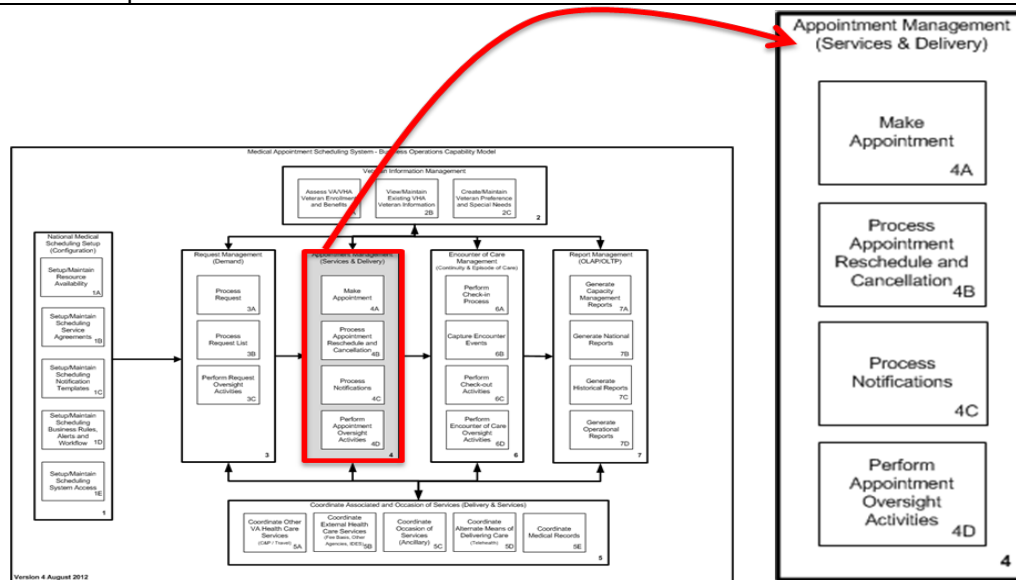 Appointment Management
(Services & Delivery)
Make
Appointment
4A
Process
Appointment
Reschedule and
Cancellation
4B
Process
Notifications
4C
Perform
Appointment
Oversight
Activities
4D
4
Medical Appointment Scheduling System - Business Operations Capability Model
Veteran Information Management
Assess VA/VHA
Veteran Enrollment
and Benefits
View/Maintain
Existing VHA
Veteran Information
2B
Create/Maintain
Veteran Preference
and Special Needs
2C
2
National Medical
Scheduling Setup
(Configuration)
Setup/Maintain
Resource
Availability
1A
Setup/Maintain
Scheduling
Service
Agreements
1B
Setup/Maintain
Scheduling
Notification
Templates
1C
Setup/Maintain
Scheduling
Business Rules,
Alerts and
Workflow
1D
Setup/Maintain
Scheduling
System Access
1E
1
Request Management
(Demand)
Process
Request
3A
Process
Request List
3B
Perform Request
Oversight
Activities
3C
3
Appointment Management
(Services & Delivery)
Make
Appointment
4A
Process
Appointment
Reschedule and
Cancellation
4B
Process
Notifications
4C
Perform
Appointment
Oversight
Activities
4D
4
Encounter of Care
Management
(Continuity & Episode of Care)
Perform
Check-in
Process
6A
Capture Encounter
Events
6B
Perform
Check-out
Activities
6C
Perform
Encounter of Care
Oversight
Activities
6D
6
Report Management
(OLAP/OLTP)
Generate
Capacity
Management
Reports
7A
Generate National
Reports
7B
Generate
Historical Reports
7C
Generate
Operational
Reports
7D
7
Coordinate Associated and Occasion of Services (Delivery & Services)
Coordinate Other
VA Health Care
Services
(C&P / Travel)
5A
Coordinate
External Health
Care Services
(Fee Basis, Other
Agencies, IDES)
5B
Coordinate
Occasion of
Services
(Ancillary)
5C
Coordinate
Alternate Means of
Delivering Care
(Telehealth)
5D
Coordinate
Medical Records
5E
5
Version 4 August 2012